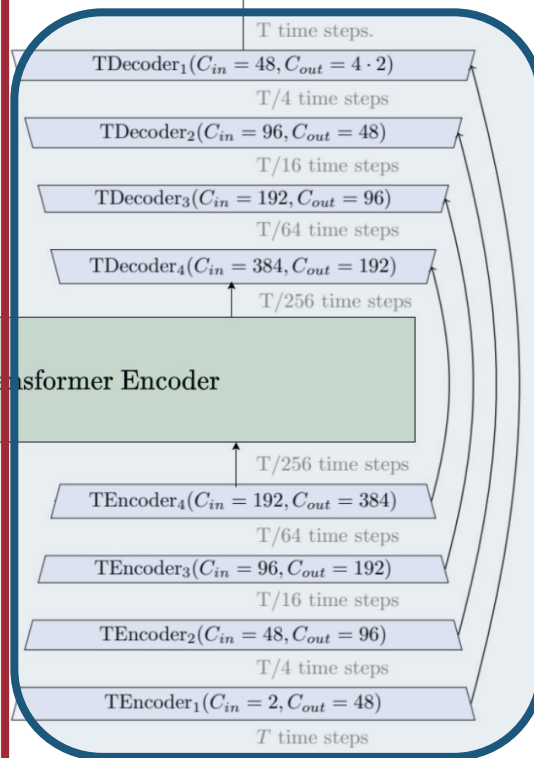 T time steps.
TDecoder₁(C_in = 48, C_out = 4 · 2)
T/4 time steps
TDecoder₂(C_in = 96, C_out = 48)
T/16 time steps
TDecoder₃(C_in = 192, C_out = 96)
T/64 time steps
TDecoder₄(C_in = 384, C_out = 192)
T/256 time steps
nsformer Encoder
T/256 time steps
TEncoder₄(C_in = 192, C_out = 384)
T/64 time steps
TEncoder₃(C_in = 96, C_out = 192)
T/16 time steps
TEncoder₂(C_in = 48, C_out = 96)
T/4 time steps
TEncoder₁(C_in = 2, C_out = 48)
T time steps